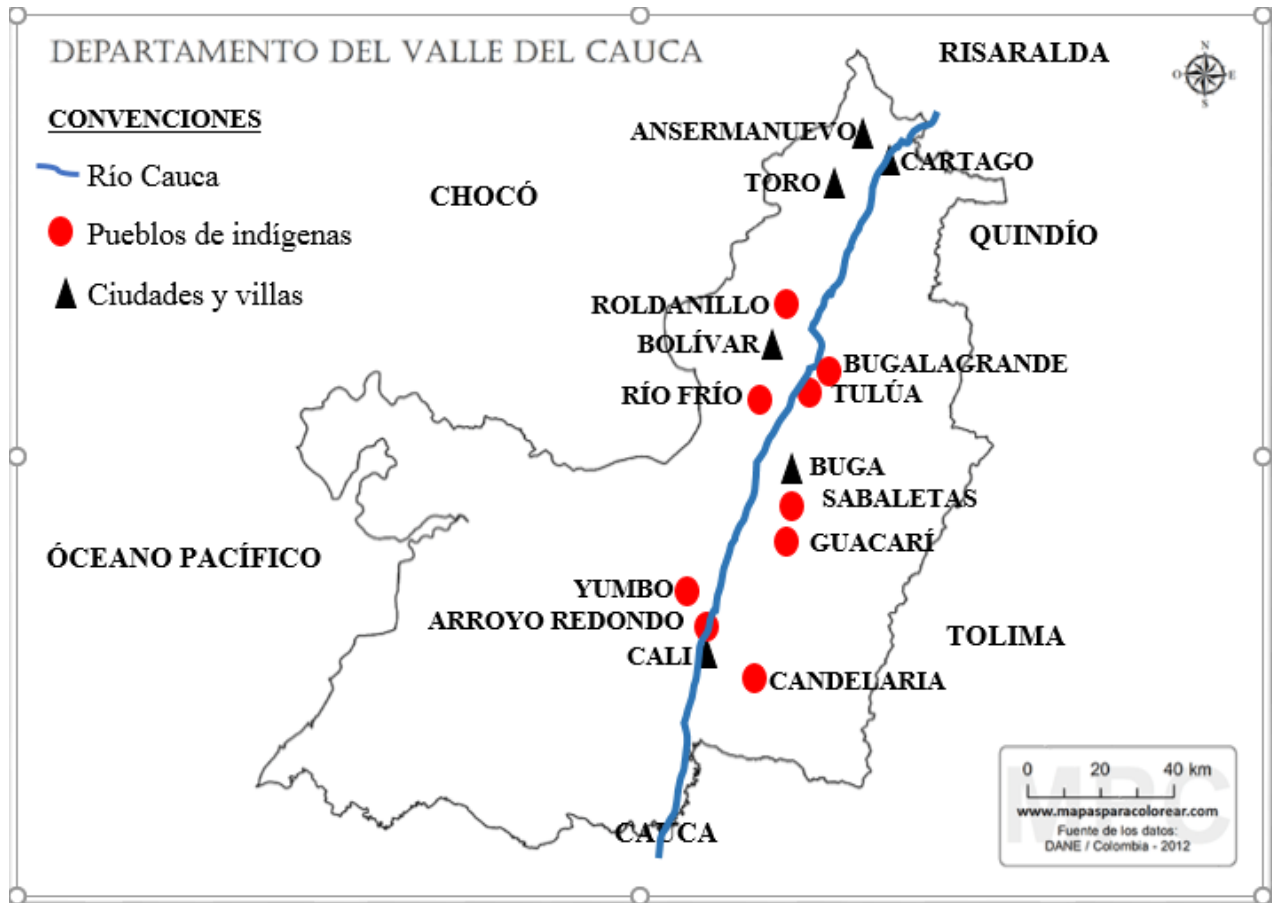 DEPARTAMENTO DEL VALLE DEL CAUCA
RISARALDA
N
O E
S
CONVENCIONES
Río Cauca
Pueblos de indígenas
Ciudades y villas
ANSERMANUEVO
CARTAGO
TORO
CHOCÓ
QUINDÍO
ROLDANILLO
BOLÍVAR
BUGALAGRANDE
RÍO FRÍO
TULÚA
BUGA
SABALETAS
GUACARÍ
ÓCEANO PACÍFICO
YUMBO
ARROYO REDONDO
TOLIMA
CALI
CANDELARIA
CAUCA
0 20 40 km
MPC
www.mapasparacolorear.com
Fuente de los datos:
DANE / Colombia - 2012